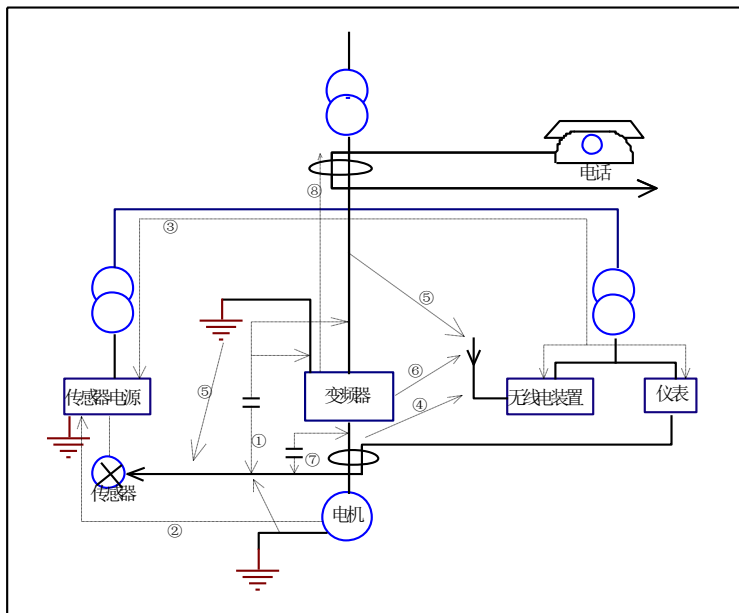 电话
⑧
③
⑤
⑤
⑥
变频器
④
传感器电源
无线电装置
仪表
①
⑦
传感器
电机
②